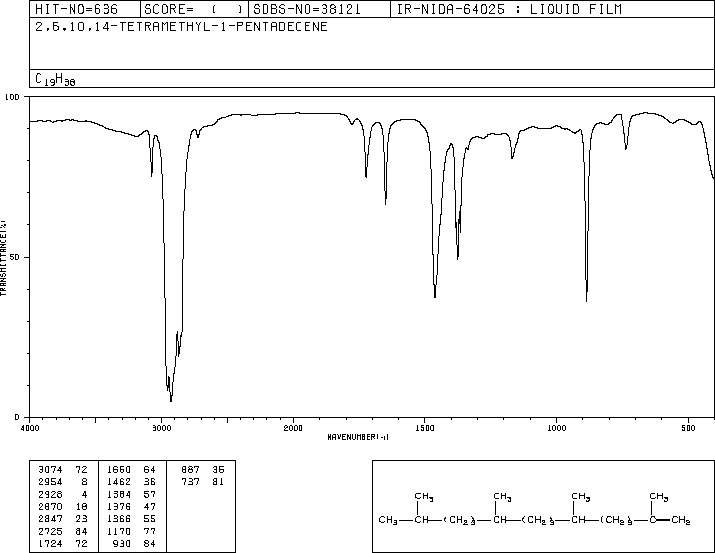 HIT-NO=636 SCORE= ( ) SDBS-NO=38121 IR-NIDA-64025 : LIQUID FILM
2,6,10,14-TETRAMETHYL-1-PENTADECENE
C19H38
100
50
0
TRANSMITTANCE(%)
4000 3000 2000 1500 1000 500
WAVENUMBER(-1)
3074 72 1650 64 887 36
2954 8 1462 36 737 81
2928 4 1384 57
2870 18 1376 47
2847 23 1366 55
2725 84 1170 77
1724 72 930 84
CH3 CH3 CH3 CH3
CH3—CH—(CH2)3—CH—(CH2)3—CH—(CH2)3—C=CH2